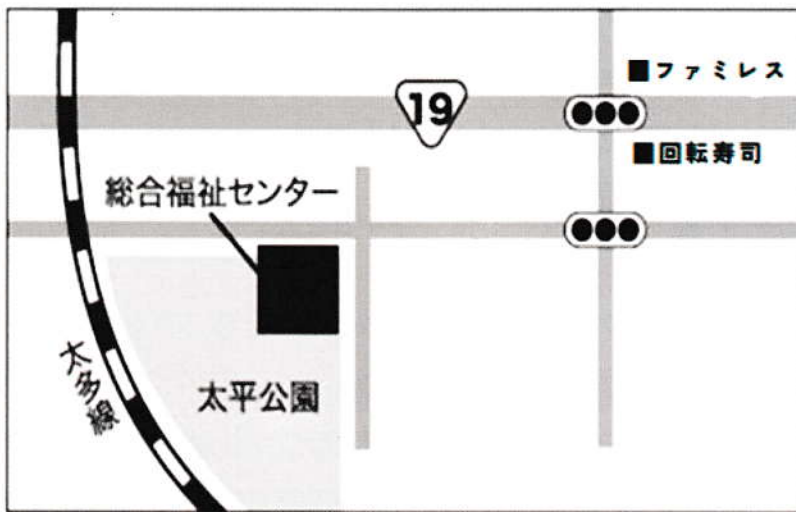 ■ファミレス
19
■回転寿司
総合福祉センター
太平公園
太多線